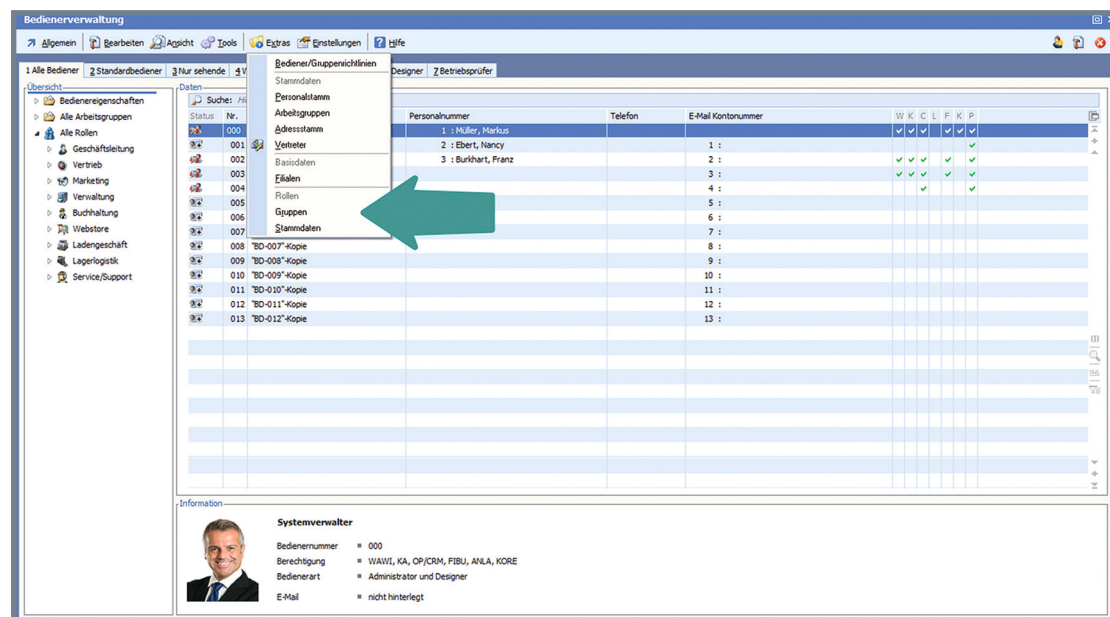 Bedienerverwaltung
Allgemein Bearbeiten Ansicht Tools Extras Einstellungen Hilfe
1 Alle Bediener 2 Standardbediener 3 Nur sehende 4 Designer 7 Betriebsprüfer
Übersicht
Bedienereigenschaften
Alle Arbeitsgruppen
Alle Rollen
Geschäftsleitung
Vertrieb
Marketing
Verwaltung
Buchhaltung
Webstore
Ladengeschäft
Lagerlogistik
Service/Support
Bediener/Gruppenrichtlinien
Stammdaten
Personalstamm
Arbeitsgruppen
Adressstamm
Vertreter
Basisdaten
Filialen
Rollen
Gruppen
Stammdaten
Daten
Suche:
Status Nr. Personalnummer Telefon E-Mail Kontonummer W K C L F K P
000 1 : Müller, Markus
001 2 : Ebert, Nancy 1 :
002 3 : Burkhart, Franz 2 :
003 3 :
004 4 :
005 5 :
006 6 :
007 7 :
008 "BD-007"-Kopie 8 :
009 "BD-008"-Kopie 9 :
010 "BD-009"-Kopie 10 :
011 "BD-010"-Kopie 11 :
012 "BD-011"-Kopie 12 :
013 "BD-012"-Kopie 13 :
Information
Systemverwalter
Bedienernummer 000
Berechtigung WAWI, KA, OP/CRM, FIBU, ANLA, KORE
Bedienerart Administrator und Designer
E-Mail nicht hinterlegt